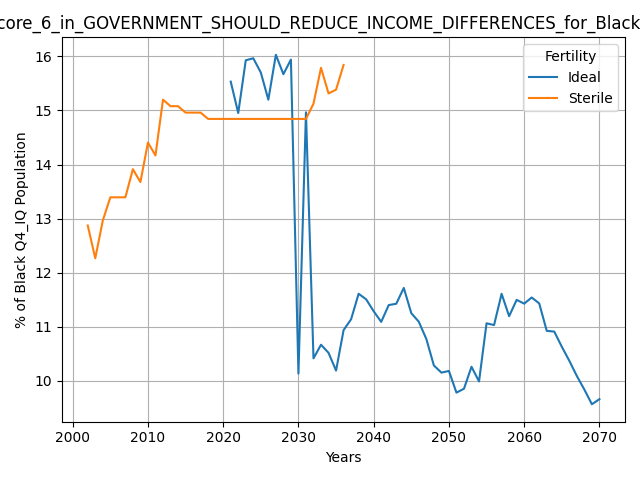 core_6_in_GOVERNMENT_SHOULD_REDUCE_INCOME_DIFFERENCES_for_Black
Fertility
Ideal
Sterile
% of Black Q4_IQ Population
16
15
14
13
12
11
10
2000 2010 2020 2030 2040 2050 2060 2070
Years